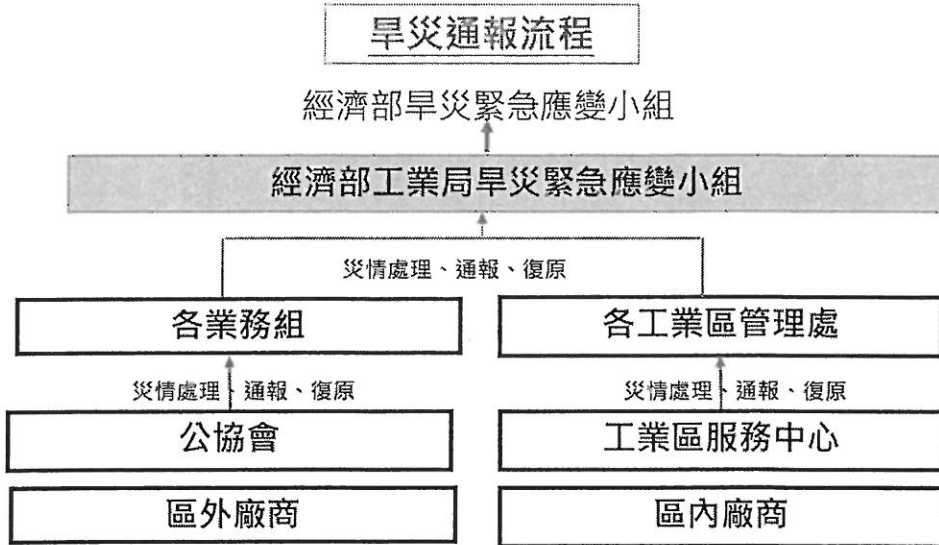 旱災通報流程
經濟部旱災緊急應變小組
經濟部工業局旱災緊急應變小組
災情處理、通報、復原
各業務組
各工業區管理處
災情處理、通報、復原
災情處理、通報、復原
公協會
工業區服務中心
區外廠商
區內廠商